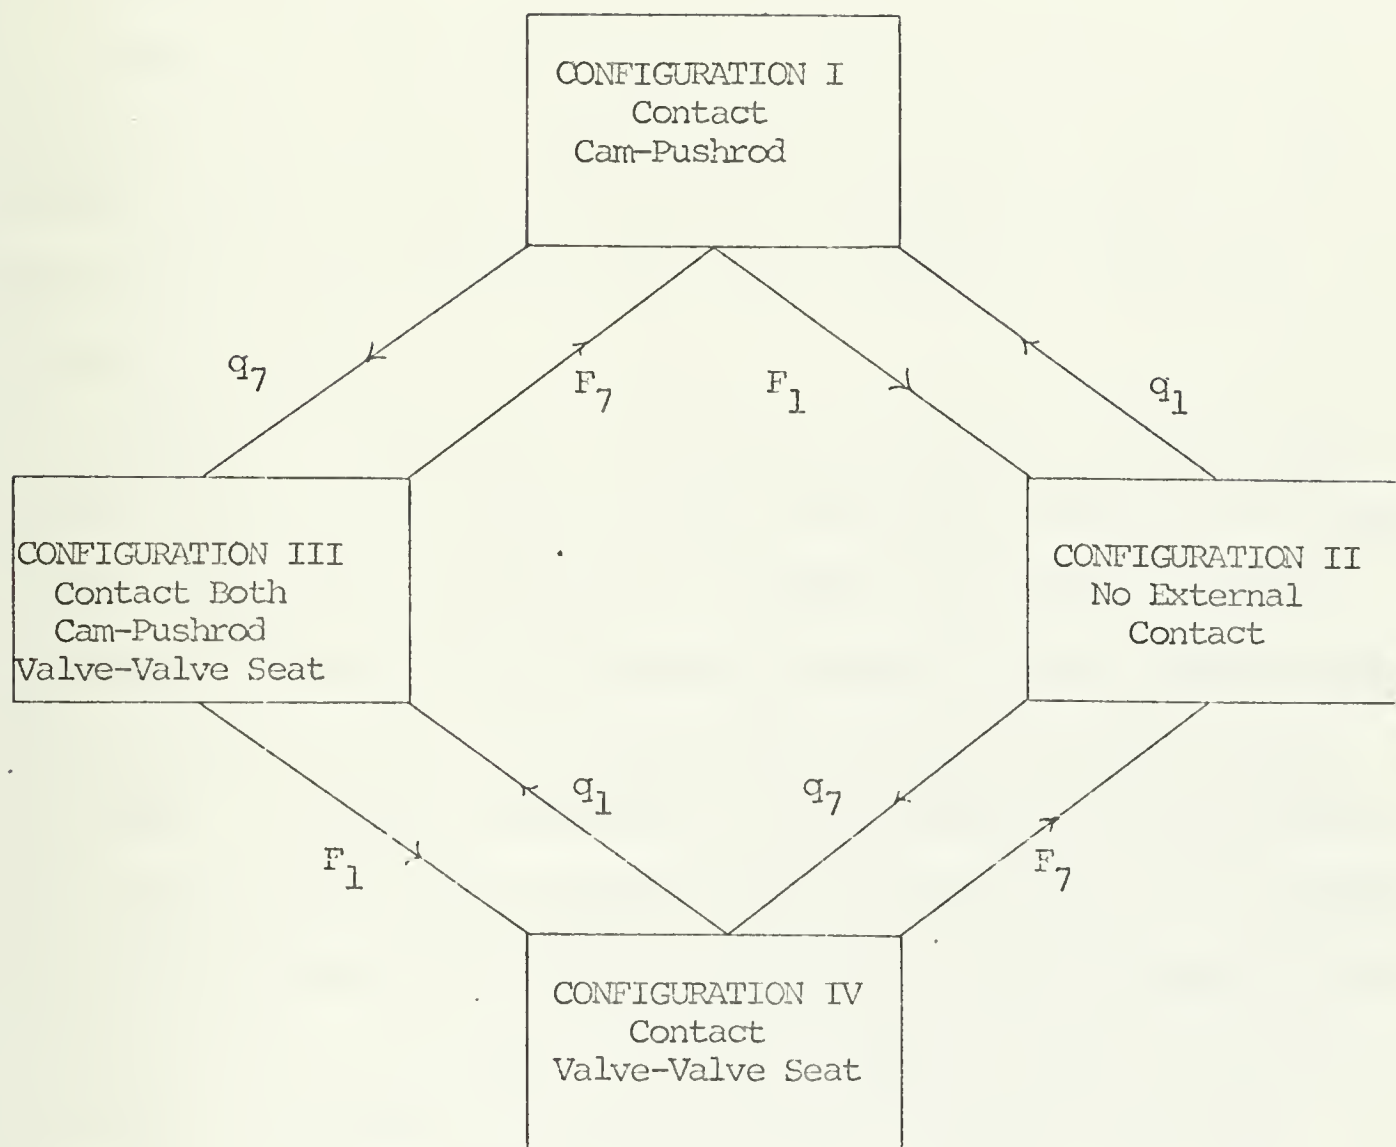 CONFIGURATION I
Contact
Cam-Pushrod
q7
F7
F1
q1
CONFIGURATION III
Contact Both
Cam-Pushrod
Valve-Valve Seat
CONFIGURATION II
No External
Contact
F1
q1
q7
F7
CONFIGURATION IV
Contact
Valve-Valve Seat